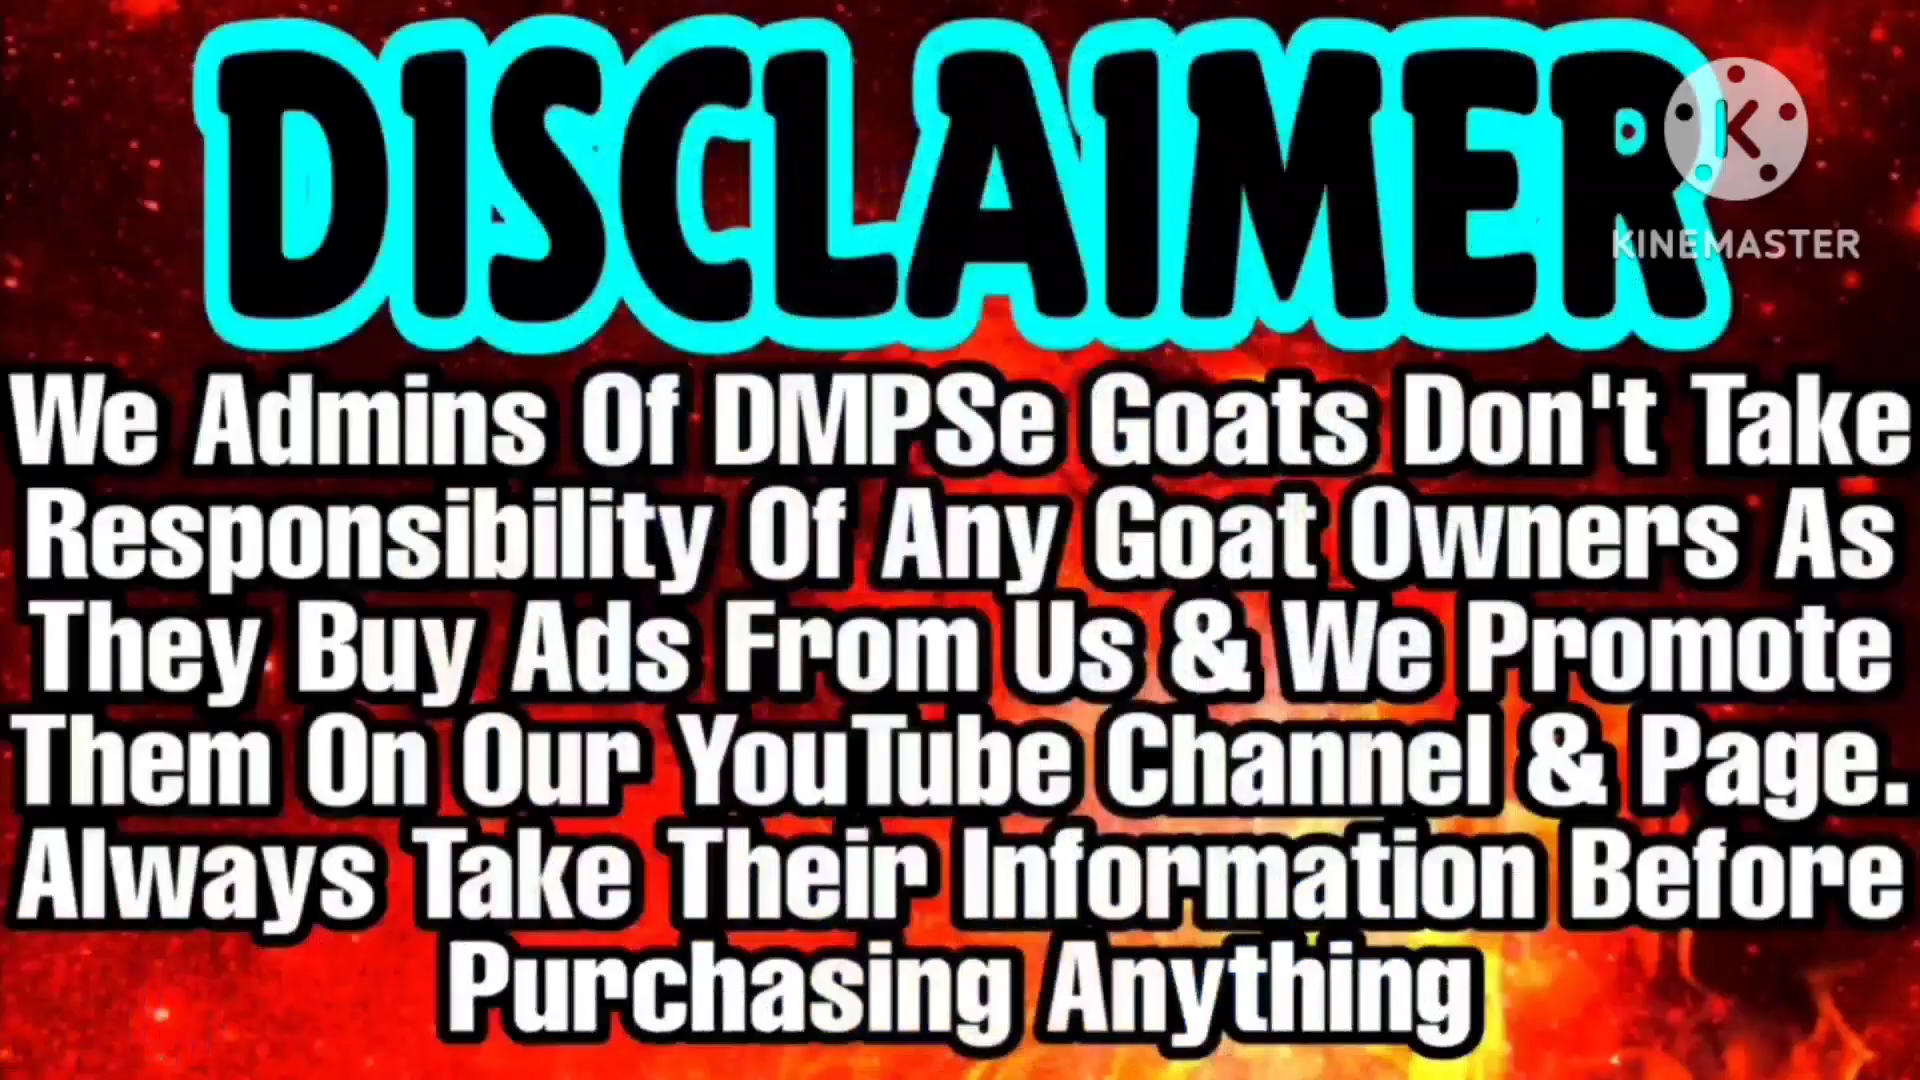 DISCLAIMER
K
KINEMASTER
We Admins Of DMPSe Goats Don't Take
Responsibility Of Any Goat Owners As
They Buy Ads From Us & We Promote
Them On Our YouTube Channel & Page.
Always Take Their Information Before
Purchasing Anything